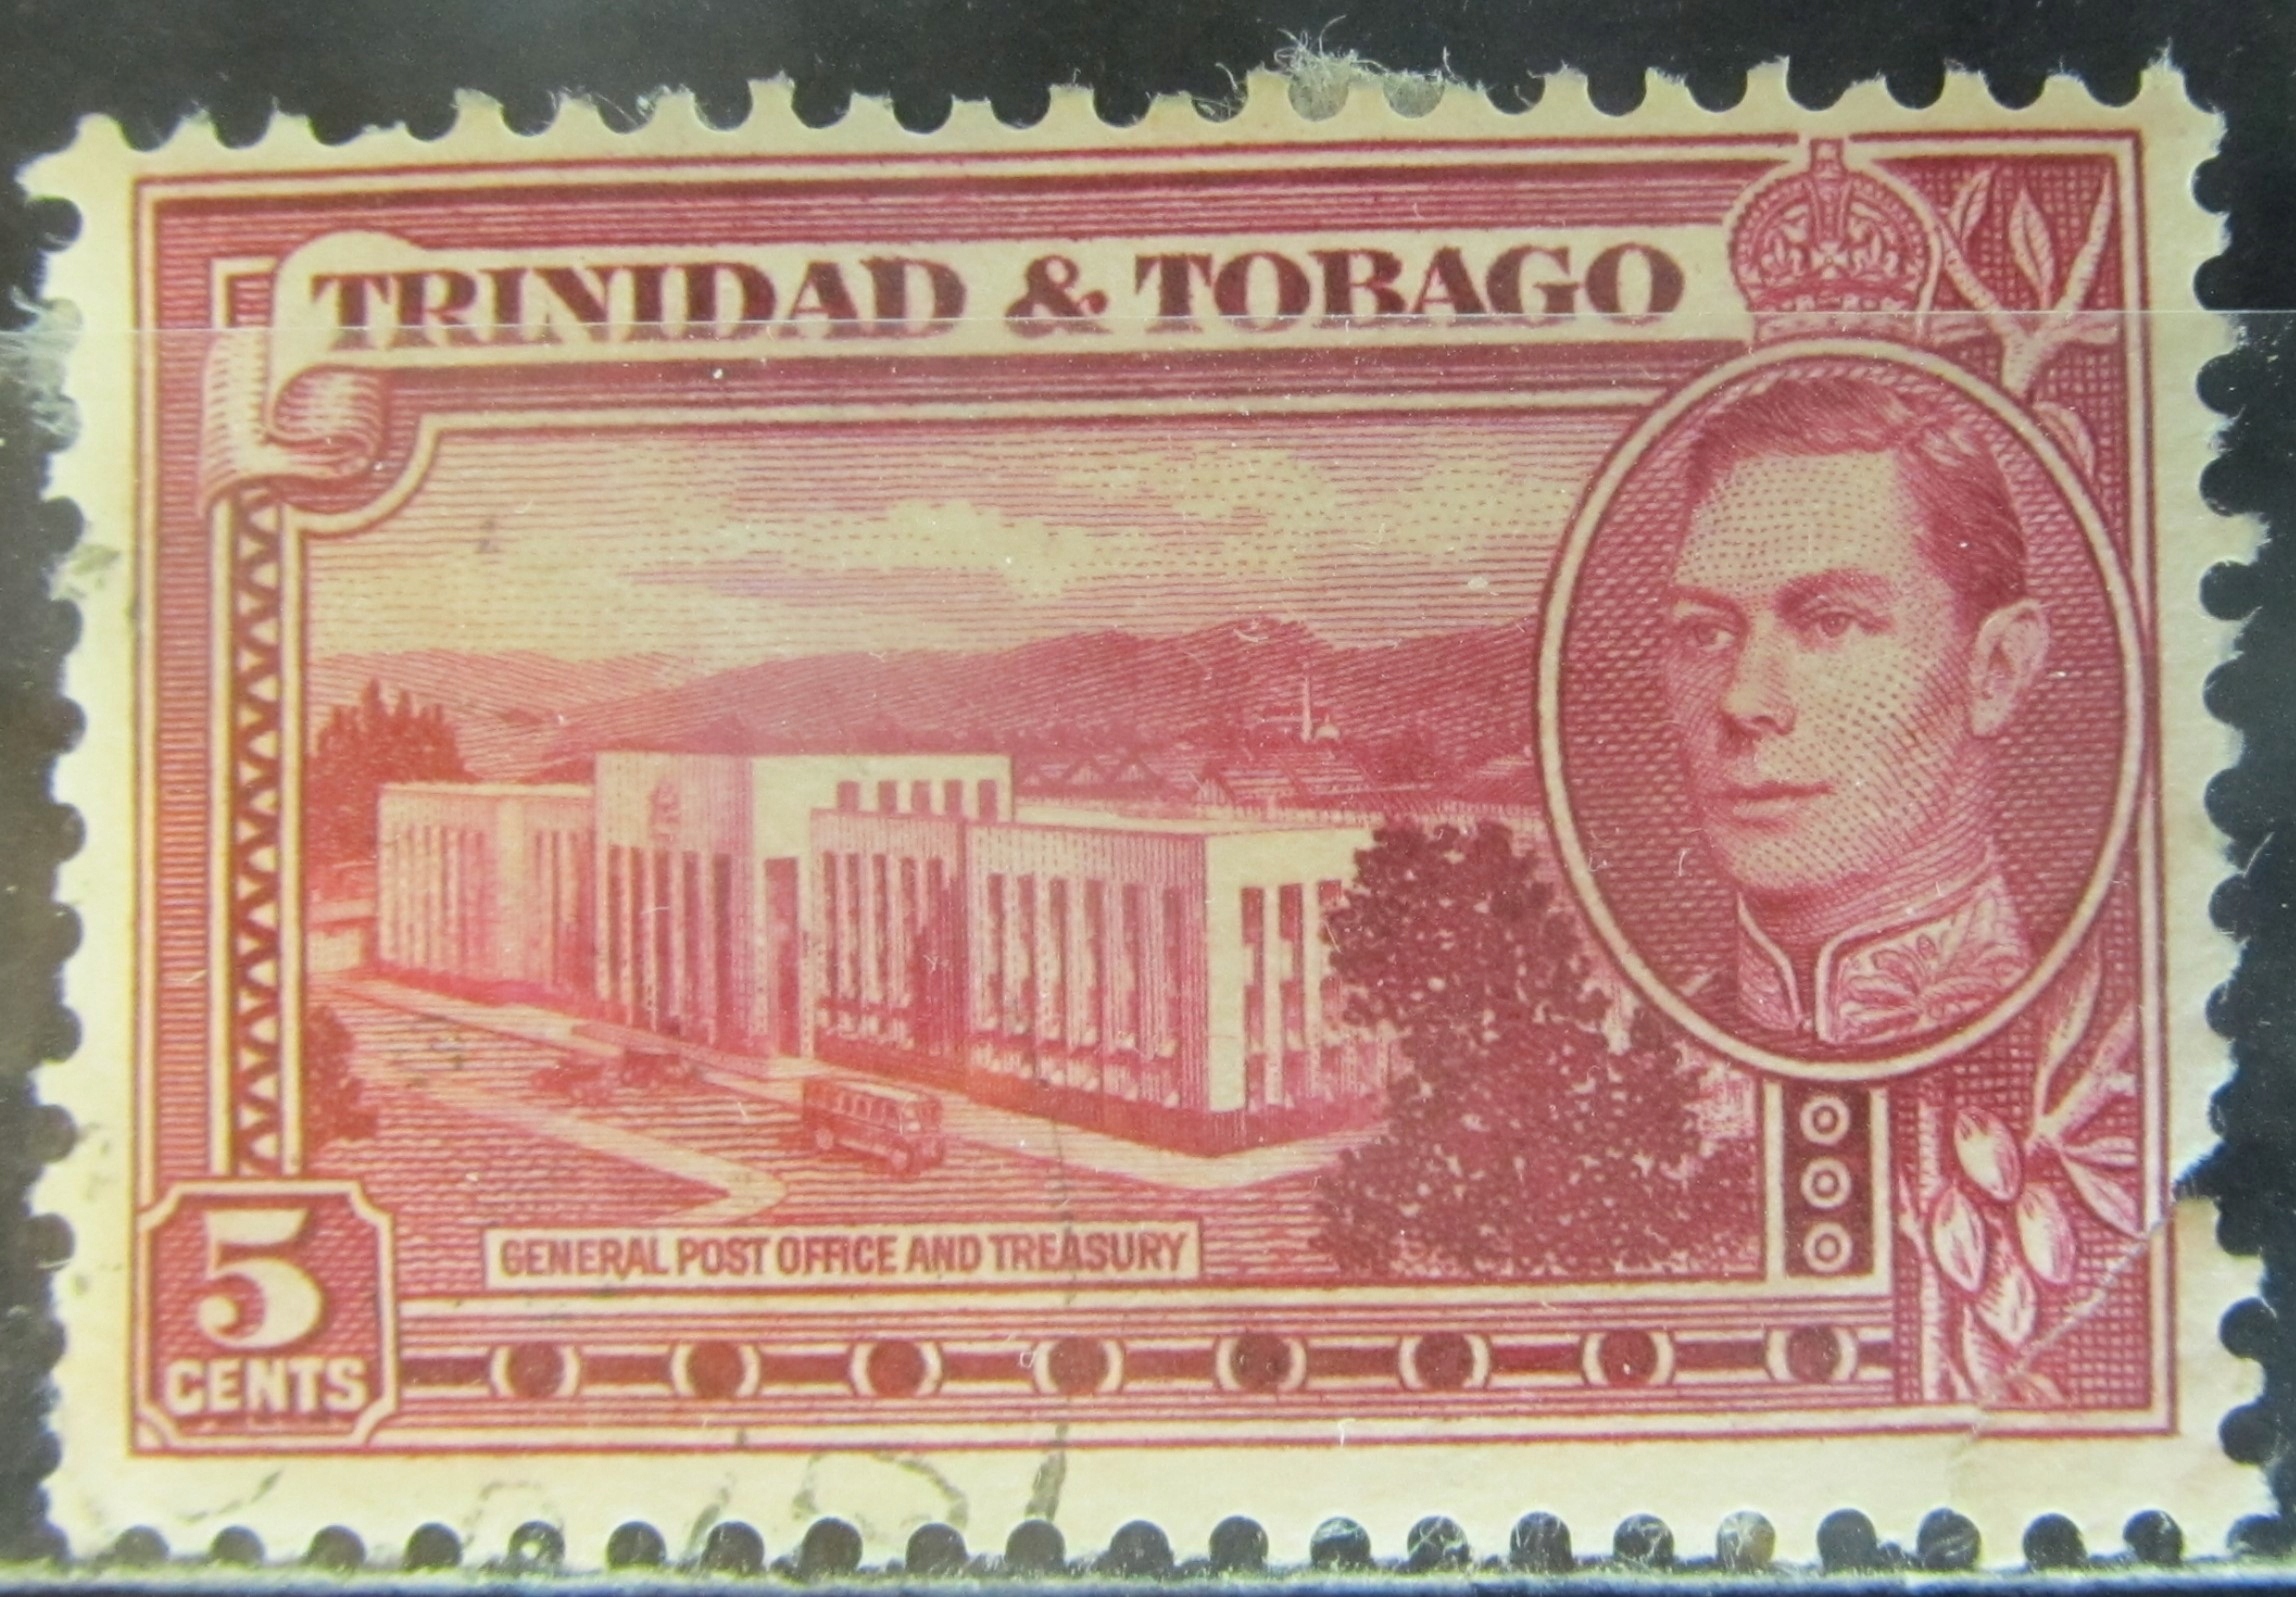 TRINIDAD & TOBAGO
GENERAL POST OFFICE AND TREASURY
5
CENTS